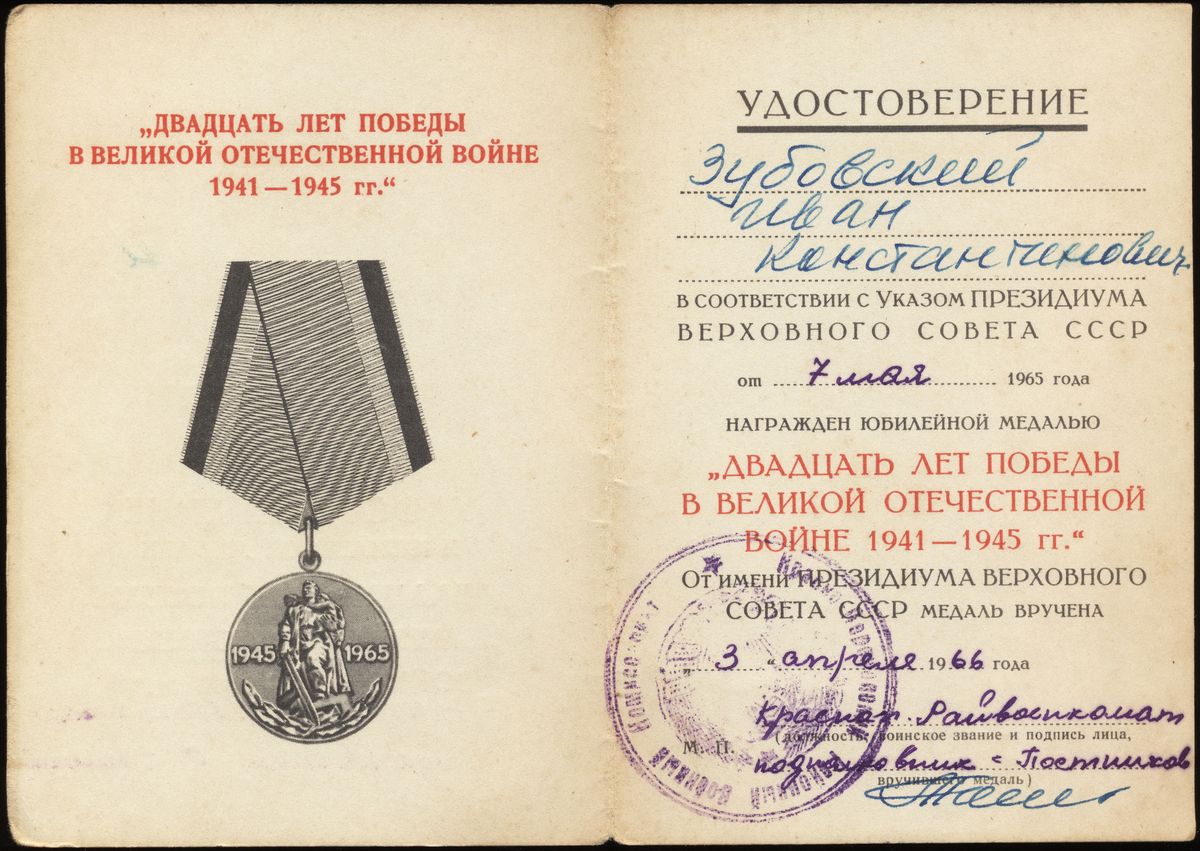 „ДВАДЦАТЬ ЛЕТ ПОБЕДЫ
В ВЕЛИКОЙ ОТЕЧЕСТВЕННОЙ ВОЙНЕ
1941—1945 гг.“
1945 1965
УДОСТОВЕРЕНИЕ
Зубовский
Иван
Константинович
В СООТВЕТСТВИИ С УКАЗОМ ПРЕЗИДИУМА
ВЕРХОВНОГО СОВЕТА СССР
от 7 мая 1965 года
НАГРАЖДЕН ЮБИЛЕЙНОЙ МЕДАЛЬЮ
„ДВАДЦАТЬ ЛЕТ ПОБЕДЫ
В ВЕЛИКОЙ ОТЕЧЕСТВЕННОЙ
ВОЙНЕ 1941—1945 гг.“
ОТ ИМЕНИ ПРЕЗИДИУМА ВЕРХОВНОГО
СОВЕТА СССР МЕДАЛЬ ВРУЧЕНА
„3“ апреля 1966 года
Райвоенкомат
(должность, воинское звание и подпись лица,
М. П.
подполковник - Постников
вручившего медаль)
Районный Военный Комиссариат